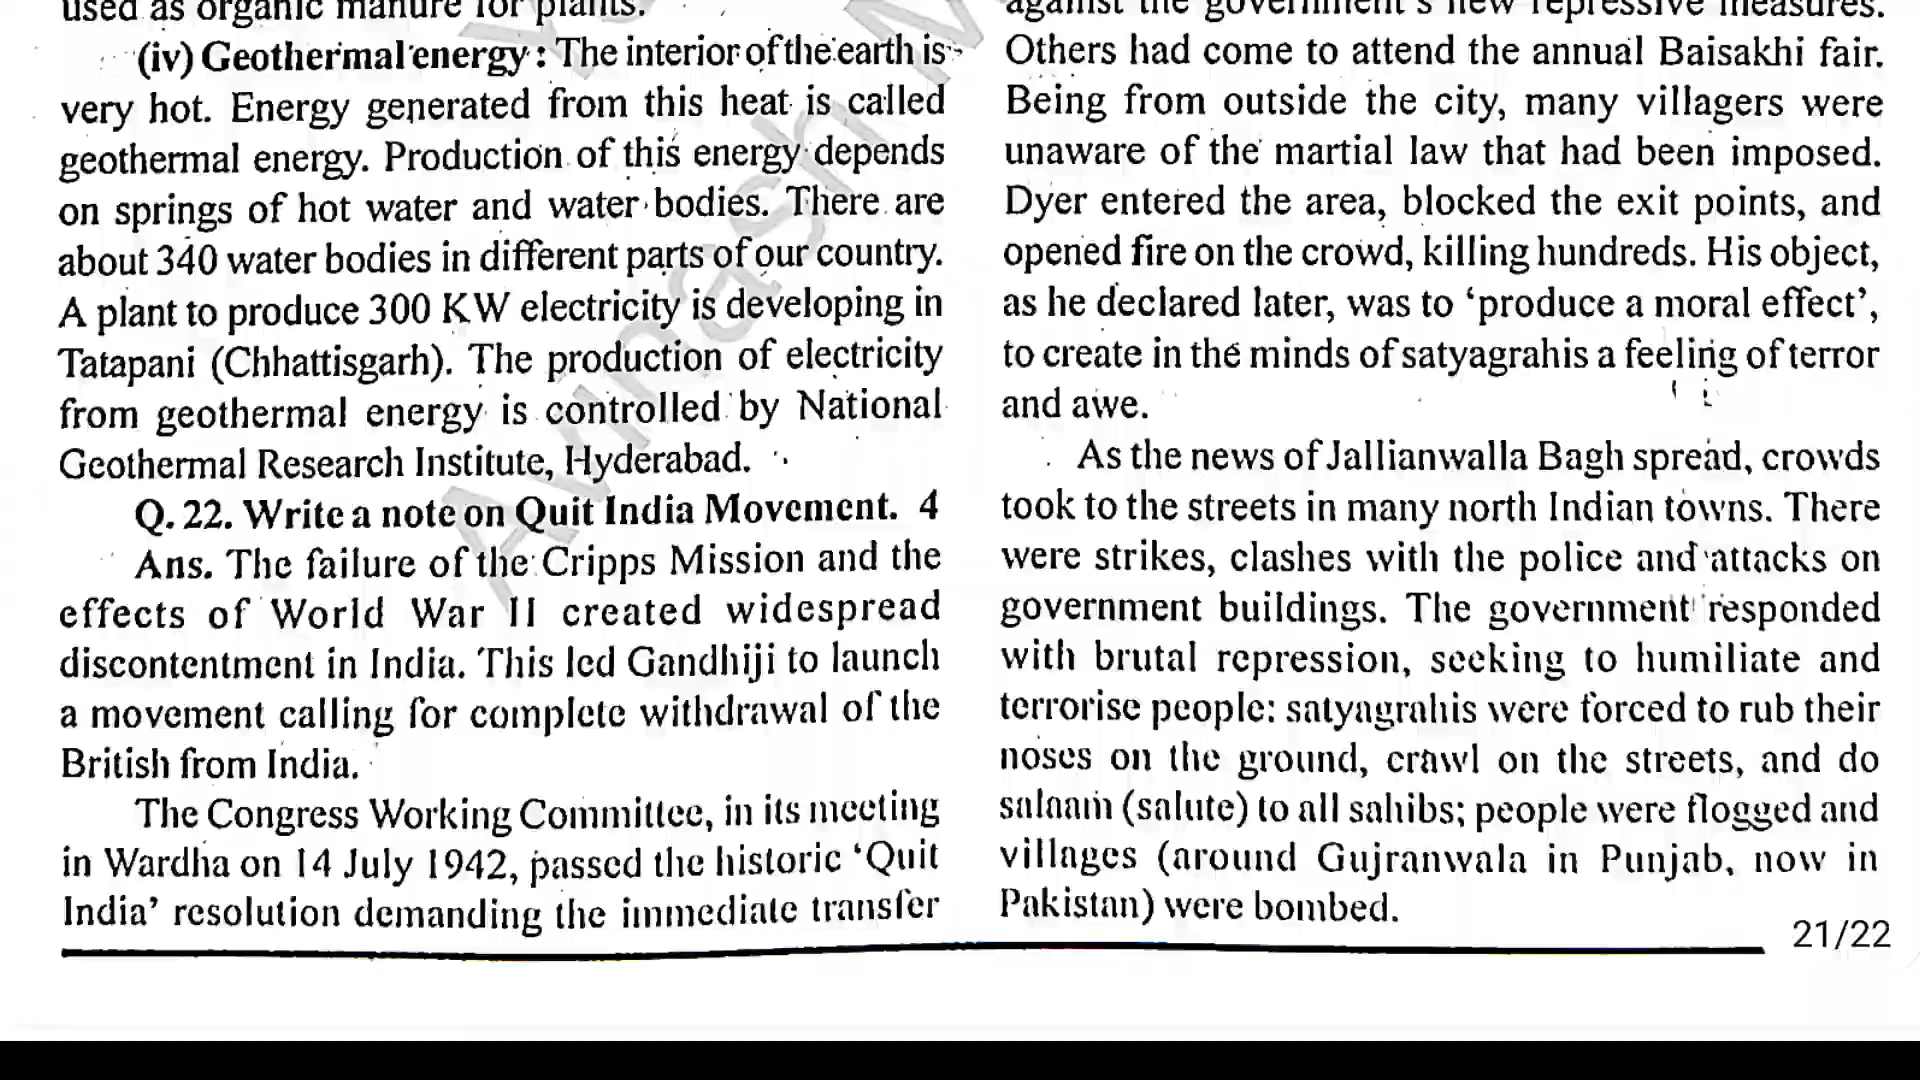 used as organic manure for plants.
(iv) Geothermal energy : The interior of the earth is
very hot. Energy generated from this heat is called
geothermal energy. Production of this energy depends
on springs of hot water and water bodies. There are
about 340 water bodies in different parts of our country.
A plant to produce 300 KW electricity is developing in
Tatapani (Chhattisgarh). The production of electricity
from geothermal energy is controlled by National
Geothermal Research Institute, Hyderabad.
Q. 22. Write a note on Quit India Movement. 4
Ans. The failure of the Cripps Mission and the
effects of World War II created widespread
discontentment in India. This led Gandhiji to launch
a movement calling for complete withdrawal of the
British from India.
The Congress Working Committee, in its meeting
in Wardha on 14 July 1942, passed the historic ‘Quit
India’ resolution demanding the immediate transfer
against the government's new repressive measures.
Others had come to attend the annual Baisakhi fair.
Being from outside the city, many villagers were
unaware of the martial law that had been imposed.
Dyer entered the area, blocked the exit points, and
opened fire on the crowd, killing hundreds. His object,
as he declared later, was to ‘produce a moral effect’,
to create in the minds of satyagrahis a feeling of terror
and awe.
As the news of Jallianwalla Bagh spread, crowds
took to the streets in many north Indian towns. There
were strikes, clashes with the police and attacks on
government buildings. The government responded
with brutal repression, seeking to humiliate and
terrorise people: satyagrahis were forced to rub their
noses on the ground, crawl on the streets, and do
salaam (salute) to all sahibs; people were flogged and
villages (around Gujranwala in Punjab, now in
Pakistan) were bombed.
21/22
Avinash M